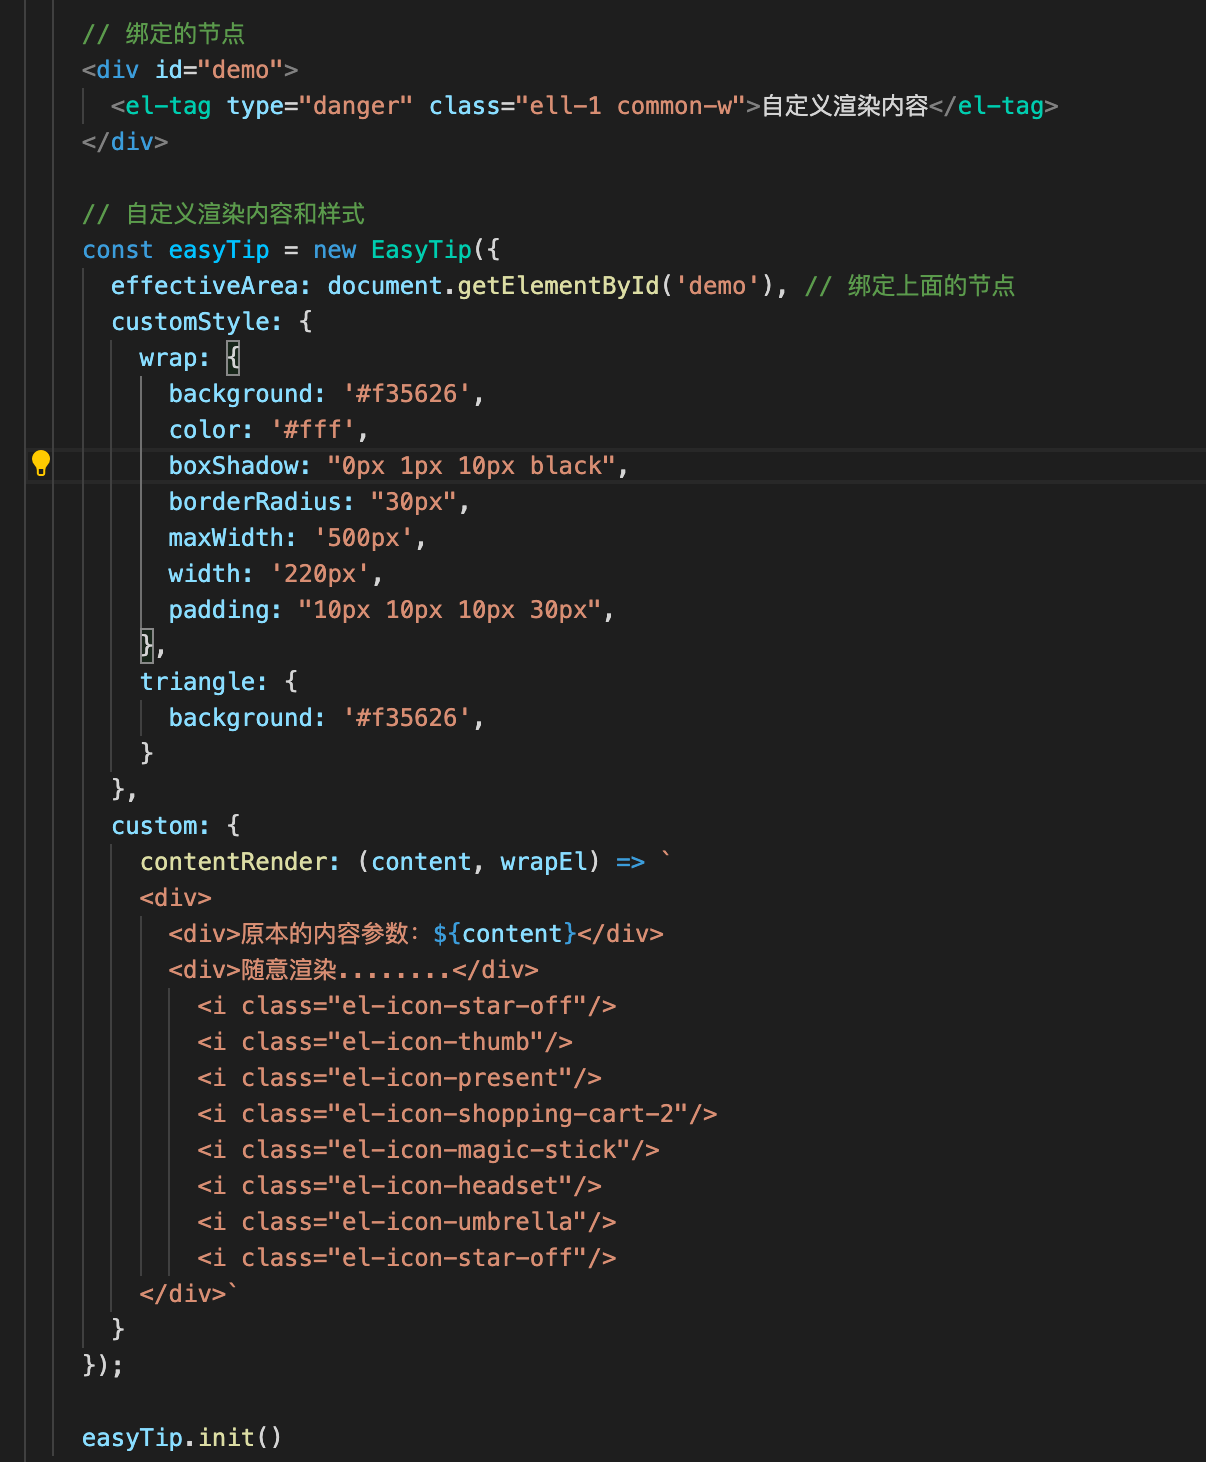 // 绑定的节点
<div id="demo">
  <el-tag type="danger" class="ell-1 common-w">自定义渲染内容</el-tag>
</div>

// 自定义渲染内容和样式
const easyTip = new EasyTip({
  effectiveArea: document.getElementById('demo'), // 绑定上面的节点
  customStyle: {
    wrap: {
      background: '#f35626',
      color: '#fff',
      boxShadow: "0px 1px 10px black",
      borderRadius: "30px",
      maxWidth: '500px',
      width: '220px',
      padding: "10px 10px 10px 30px",
    },
    triangle: {
      background: '#f35626',
    }
  },
  custom: {
    contentRender: (content, wrapEl) => `
    <div>
      <div>原本的内容参数：${content}</div>
      <div>随意渲染........</div>
        <i class="el-icon-star-off"/>
        <i class="el-icon-thumb"/>
        <i class="el-icon-present"/>
        <i class="el-icon-shopping-cart-2"/>
        <i class="el-icon-magic-stick"/>
        <i class="el-icon-headset"/>
        <i class="el-icon-umbrella"/>
        <i class="el-icon-star-off"/>
    </div>`
  }
});

easyTip.init()